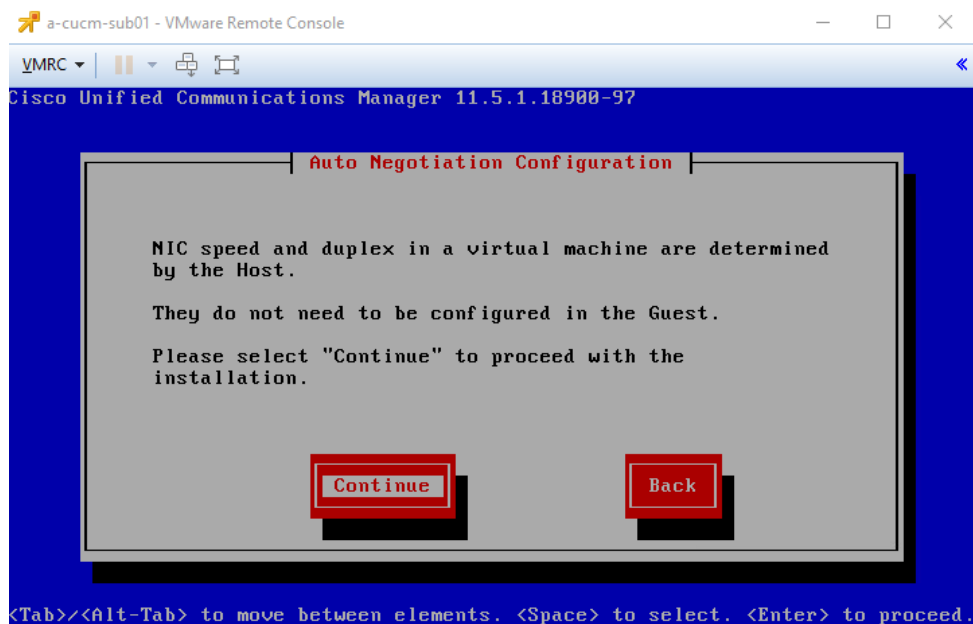 a-cucm-sub01 - VMware Remote Console
VMRC
Cisco Unified Communications Manager 11.5.1.18900-97
Auto Negotiation Configuration
NIC speed and duplex in a virtual machine are determined
by the Host.
They do not need to be configured in the Guest.
Please select "Continue" to proceed with the
installation.
Continue Back
<Tab>/<Alt-Tab> to move between elements. <Space> to select. <Enter> to proceed.